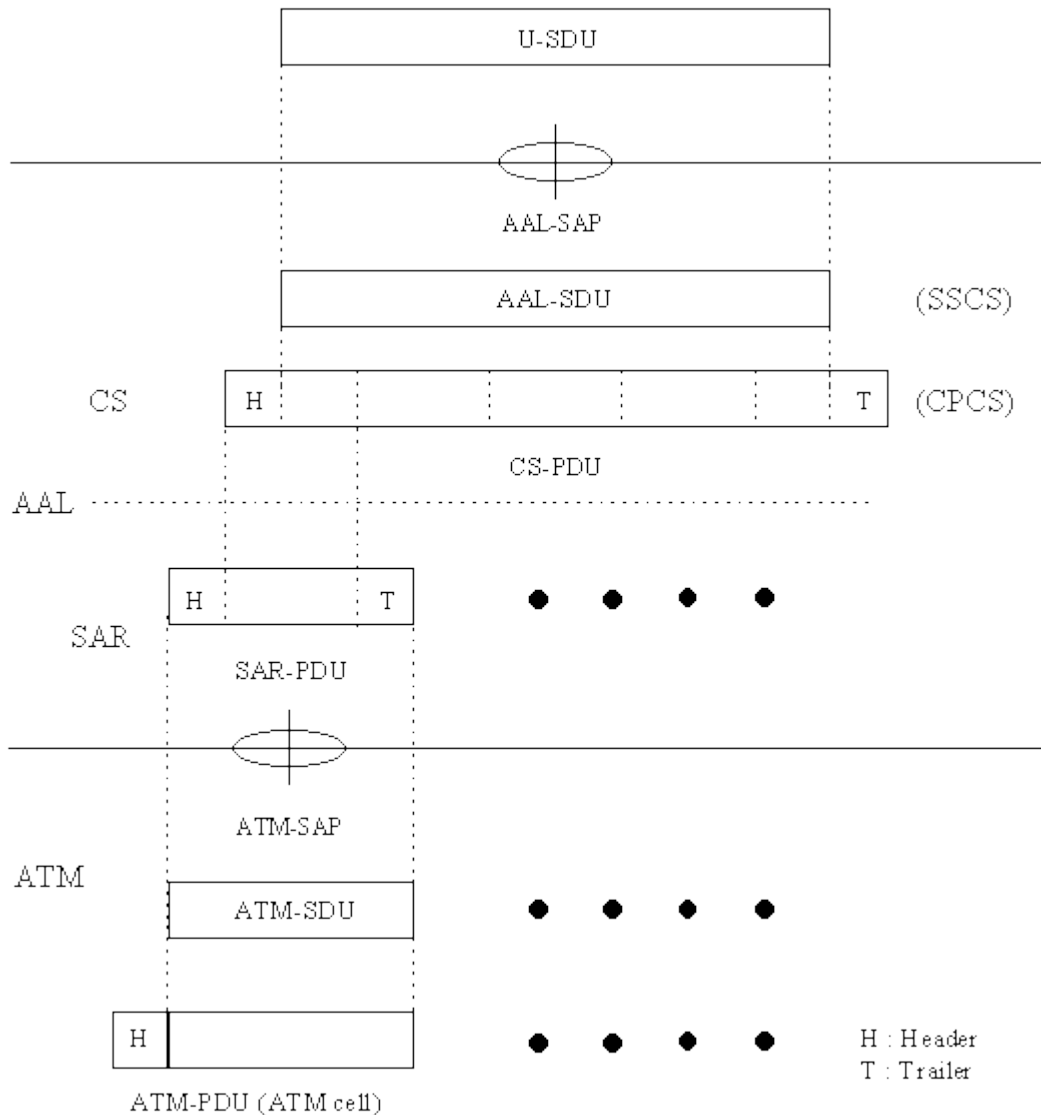 U-SDU
AAL-SAP
AAL-SDU
(SSCS)
CS
H
T
(CPCS)
CS-PDU
AAL
H
T
SAR
SAR-PDU
ATM-SAP
ATM
ATM-SDU
H
H : Header
T : Trailer
ATM-PDU (ATM cell)